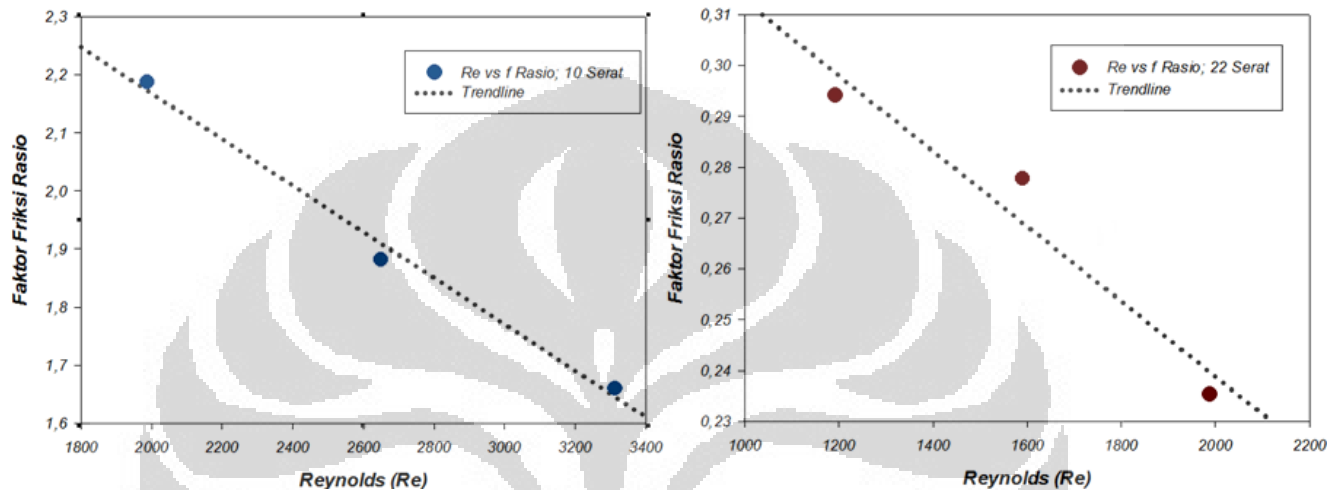 2,3
2,2
2,1
2,0
1,9
1,8
1,7
1,6
Faktor Friksi Rasio
Re vs f Rasio; 10 Serat
Trendline
1800 2000 2200 2400 2600 2800 3000 3200 3400
Reynolds (Re)
0,31
0,30
0,29
0,28
0,27
0,26
0,25
0,24
0,23
Faktor Friksi Rasio
Re vs f Rasio; 22 Serat
Trendline
1000 1200 1400 1600 1800 2000 2200
Reynolds (Re)